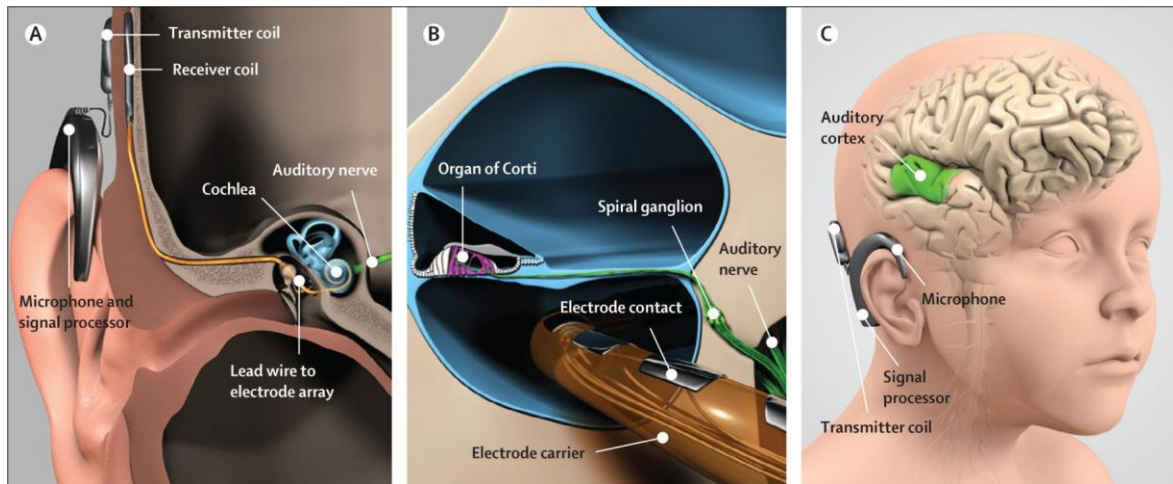 A
Transmitter coil
Receiver coil
Auditory nerve
Cochlea
Microphone and
signal processor
Lead wire to
electrode array
B
Organ of Corti
Spiral ganglion
Auditory
nerve
Electrode contact
Electrode carrier
C
Auditory
cortex
Microphone
Signal
processor
Transmitter coil